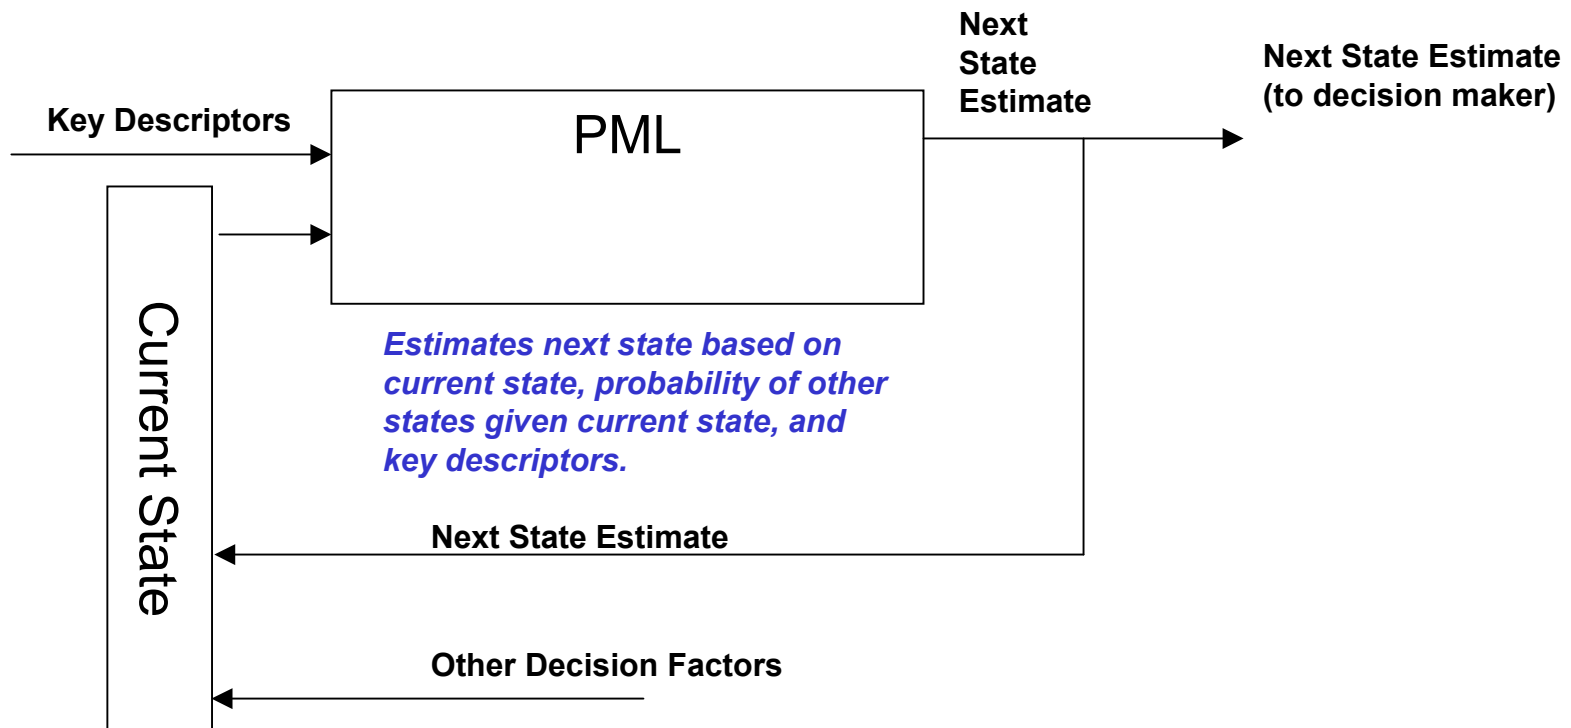 Next
State
Estimate
Next State Estimate
(to decision maker)
Key Descriptors
PML
Current State
Estimates next state based on
current state, probability of other
states given current state, and
key descriptors.
Next State Estimate
Other Decision Factors